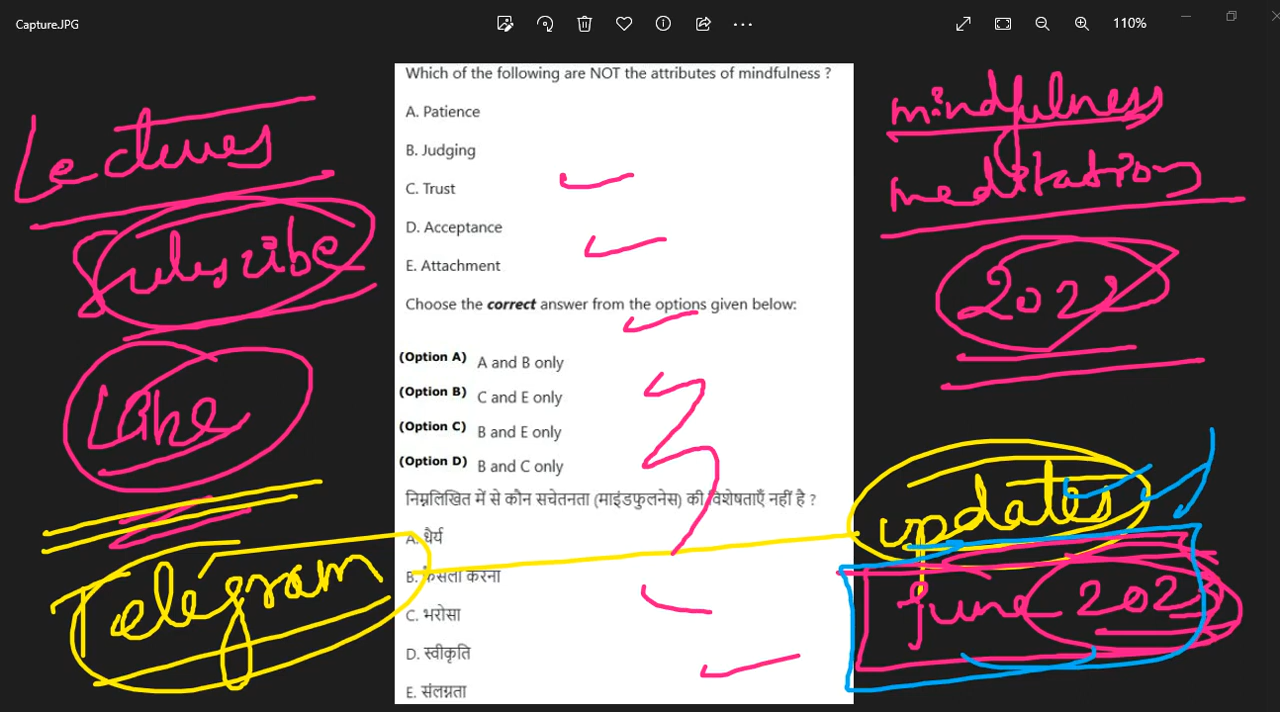 Capture.JPG
110%
Which of the following are NOT the attributes of mindfulness ?
A. Patience
B. Judging
C. Trust
D. Acceptance
E. Attachment
Choose the correct answer from the options given below:
(Option A) A and B only
(Option B) C and E only
(Option C) B and E only
(Option D) B and C only
निम्नलिखित में से कौन सचेतनता (माइंडफुलनेस) की विशेषताएँ नहीं है ?
A. धैर्य
B. फैसला करना
C. भरोसा
D. स्वीकृति
E. संलग्नता
Lectures
Subscribe
Like
Telegram
mindfulness
meditation
2022
updates
June 2023